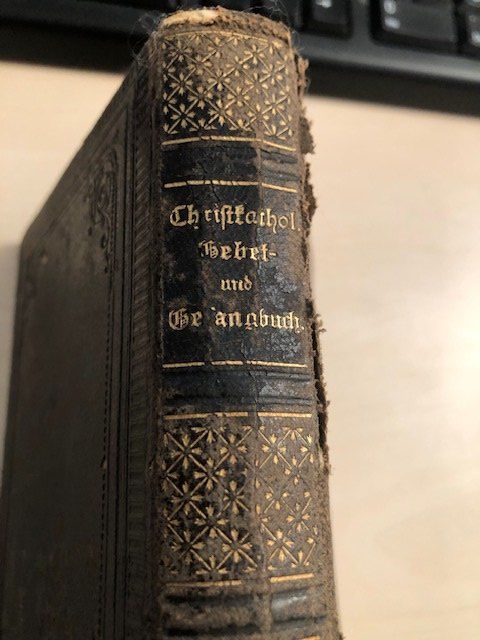 Christkathol.
Gebet-
und
Gesangbuch.